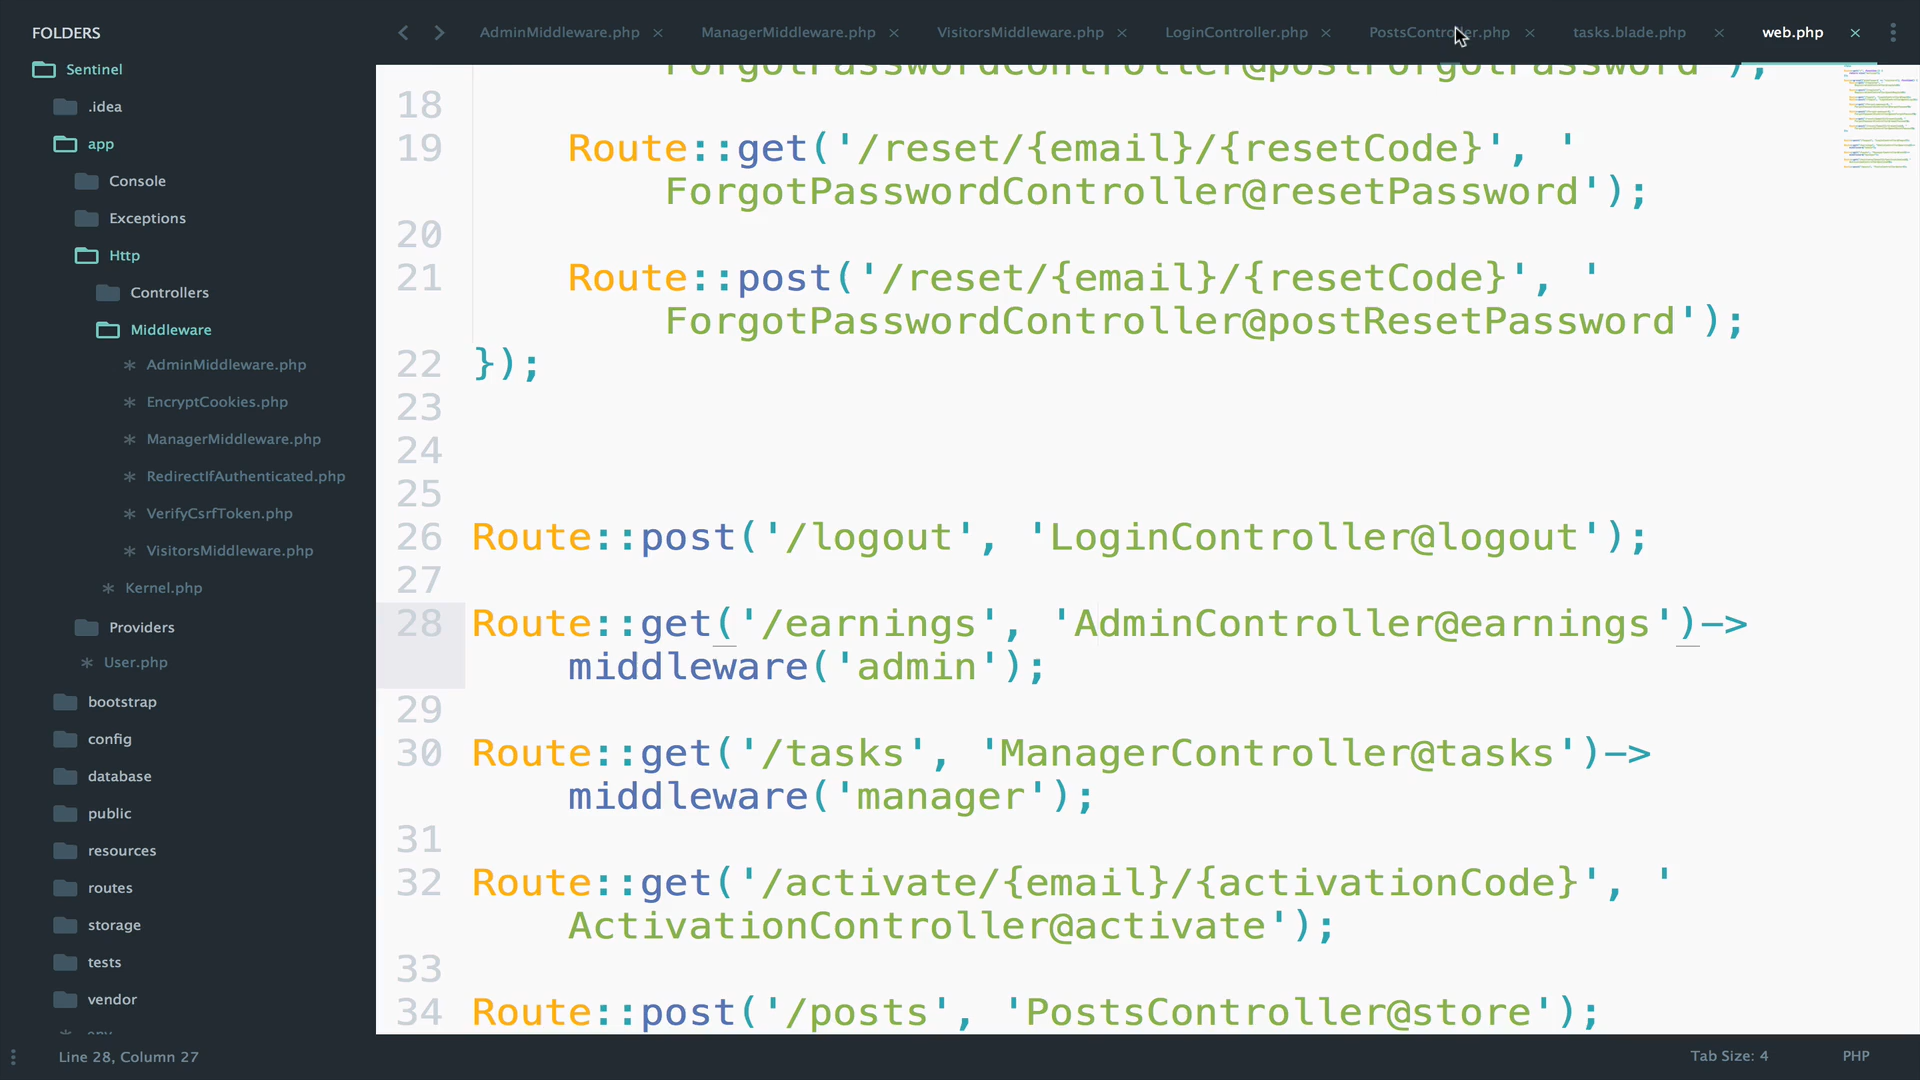 FOLDERS
Sentinel
.idea
app
Console
Exceptions
Http
Controllers
Middleware
AdminMiddleware.php
EncryptCookies.php
ManagerMiddleware.php
RedirectIfAuthenticated.php
VerifyCsrfToken.php
VisitorsMiddleware.php
Kernel.php
Providers
User.php
bootstrap
config
database
public
resources
routes
storage
tests
vendor
AdminMiddleware.php × ManagerMiddleware.php × VisitorsMiddleware.php × LoginController.php × PostsController.php × tasks.blade.php × web.php ×
ForgotPasswordController@postForgotPassword');
18
19 Route::get('/reset/{email}/{resetCode}', '
ForgotPasswordController@resetPassword');
20
21 Route::post('/reset/{email}/{resetCode}', '
ForgotPasswordController@postResetPassword');
22 });
23
24
25
26 Route::post('/logout', 'LoginController@logout');
27
28 Route::get('/earnings', 'AdminController@earnings')->
middleware('admin');
29
30 Route::get('/tasks', 'ManagerController@tasks')->
middleware('manager');
31
32 Route::get('/activate/{email}/{activationCode}', '
ActivationController@activate');
33
34 Route::post('/posts', 'PostsController@store');
Line 28, Column 27
Tab Size: 4
PHP